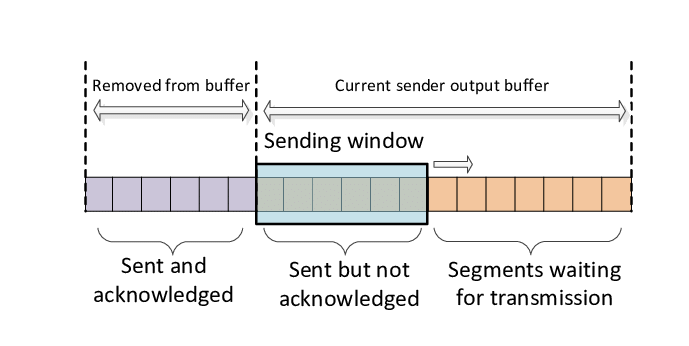 Removed from buffer
Current sender output buffer
Sending window
Sent and
acknowledged
Sent but not
acknowledged
Segments waiting
for transmission